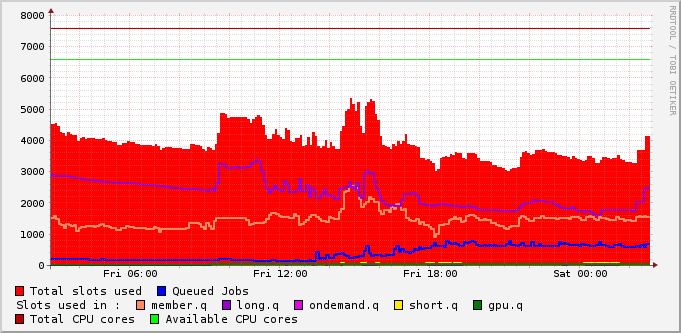 8000
7000
6000
5000
4000
3000
2000
1000
0
Fri 06:00 Fri 12:00 Fri 18:00 Sat 00:00
Total slots used Queued Jobs
Slots used in : member.q long.q ondemand.q short.q gpu.q
Total CPU cores Available CPU cores
RRDTOOL / TOBI OETIKER